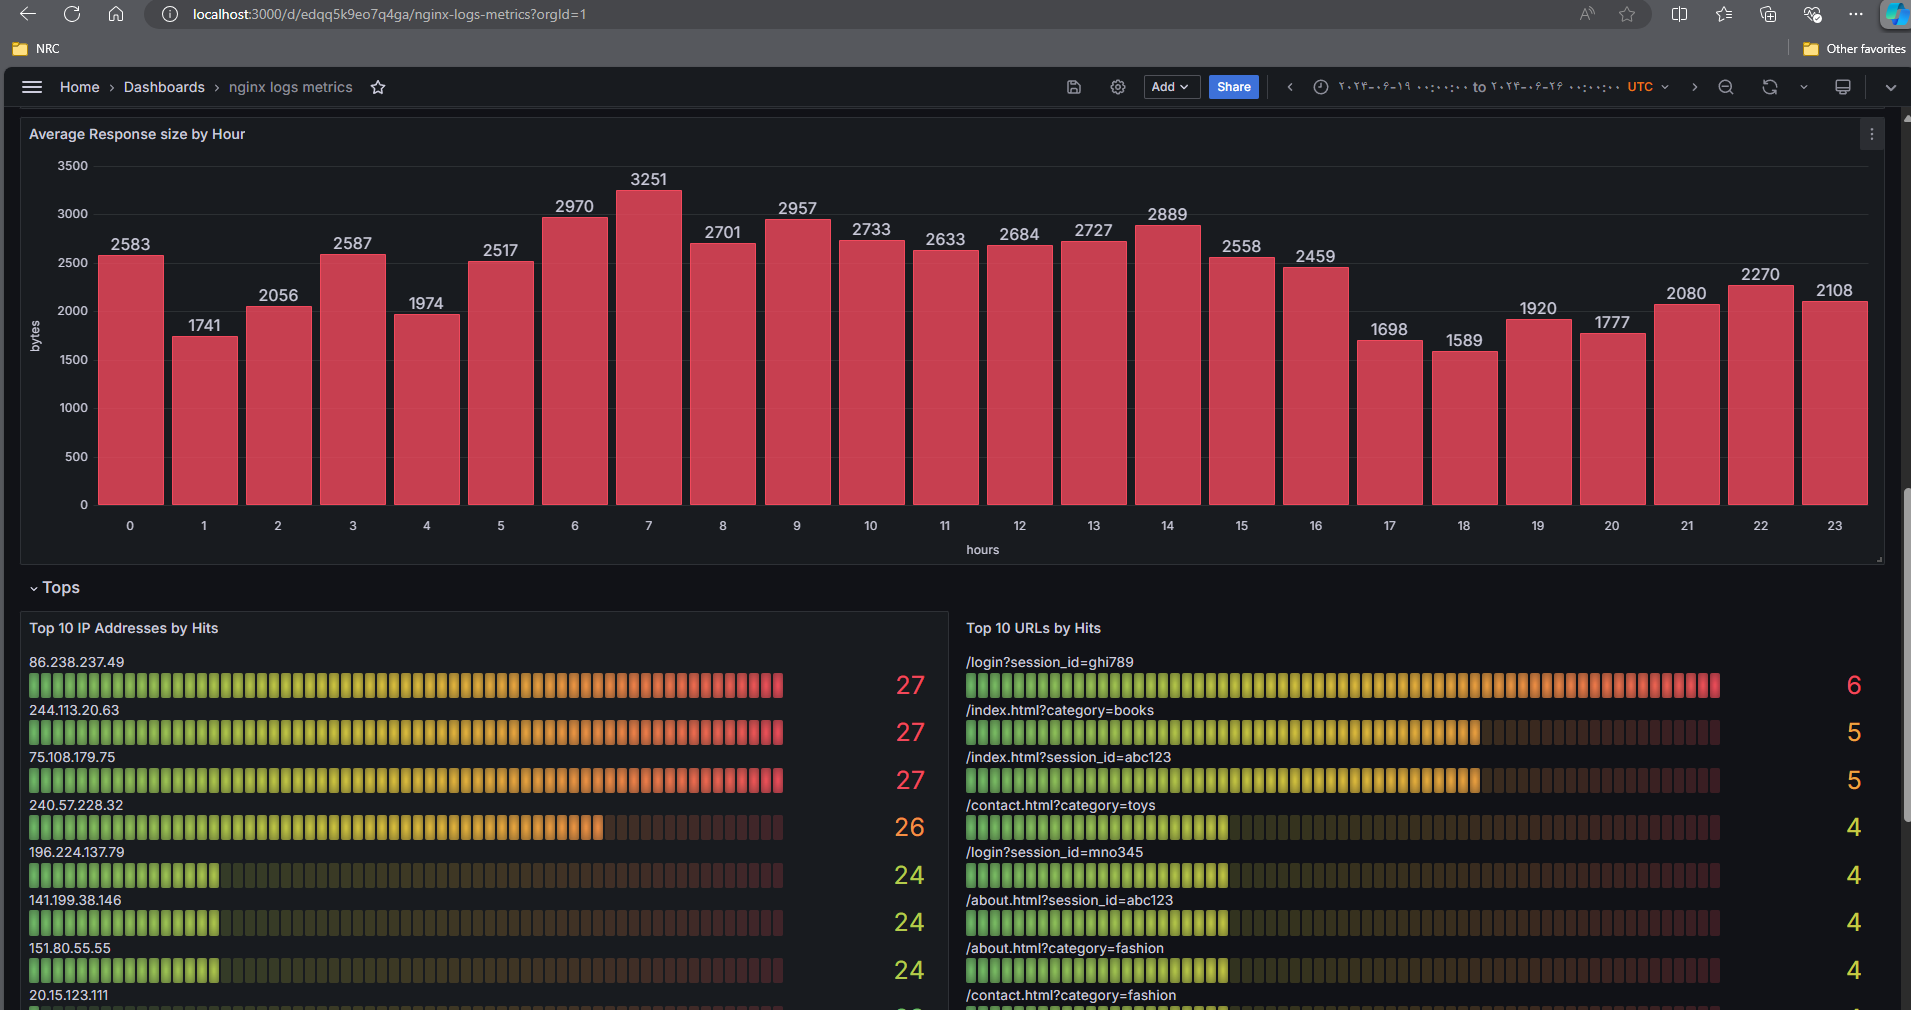 localhost:3000/d/edqq5k9eo7q4ga/nginx-logs-metrics?orgId=1
NRC
Other favorites
Home › Dashboards › nginx logs metrics
Add
Share
۲۰۲۴-۰۶-۱۹ ۰۰:۰۰:۰۰ to ۲۰۲۴-۰۶-۲۶ ۰۰:۰۰:۰۰ UTC
Average Response size by Hour
3500
3000
2500
2000
1500
1000
500
0
bytes
2583
1741
2056
2587
1974
2517
2970
3251
2701
2957
2733
2633
2684
2727
2889
2558
2459
1698
1589
1920
1777
2080
2270
2108
0 1 2 3 4 5 6 7 8 9 10 11 12 13 14 15 16 17 18 19 20 21 22 23
hours
Tops
Top 10 IP Addresses by Hits
86.238.237.49
27
244.113.20.63
27
75.108.179.75
27
240.57.228.32
26
196.224.137.79
24
141.199.38.146
24
151.80.55.55
24
20.15.123.111
Top 10 URLs by Hits
/login?session_id=ghi789
6
/index.html?category=books
5
/index.html?session_id=abc123
5
/contact.html?category=toys
4
/login?session_id=mno345
4
/about.html?session_id=abc123
4
/about.html?category=fashion
4
/contact.html?category=fashion